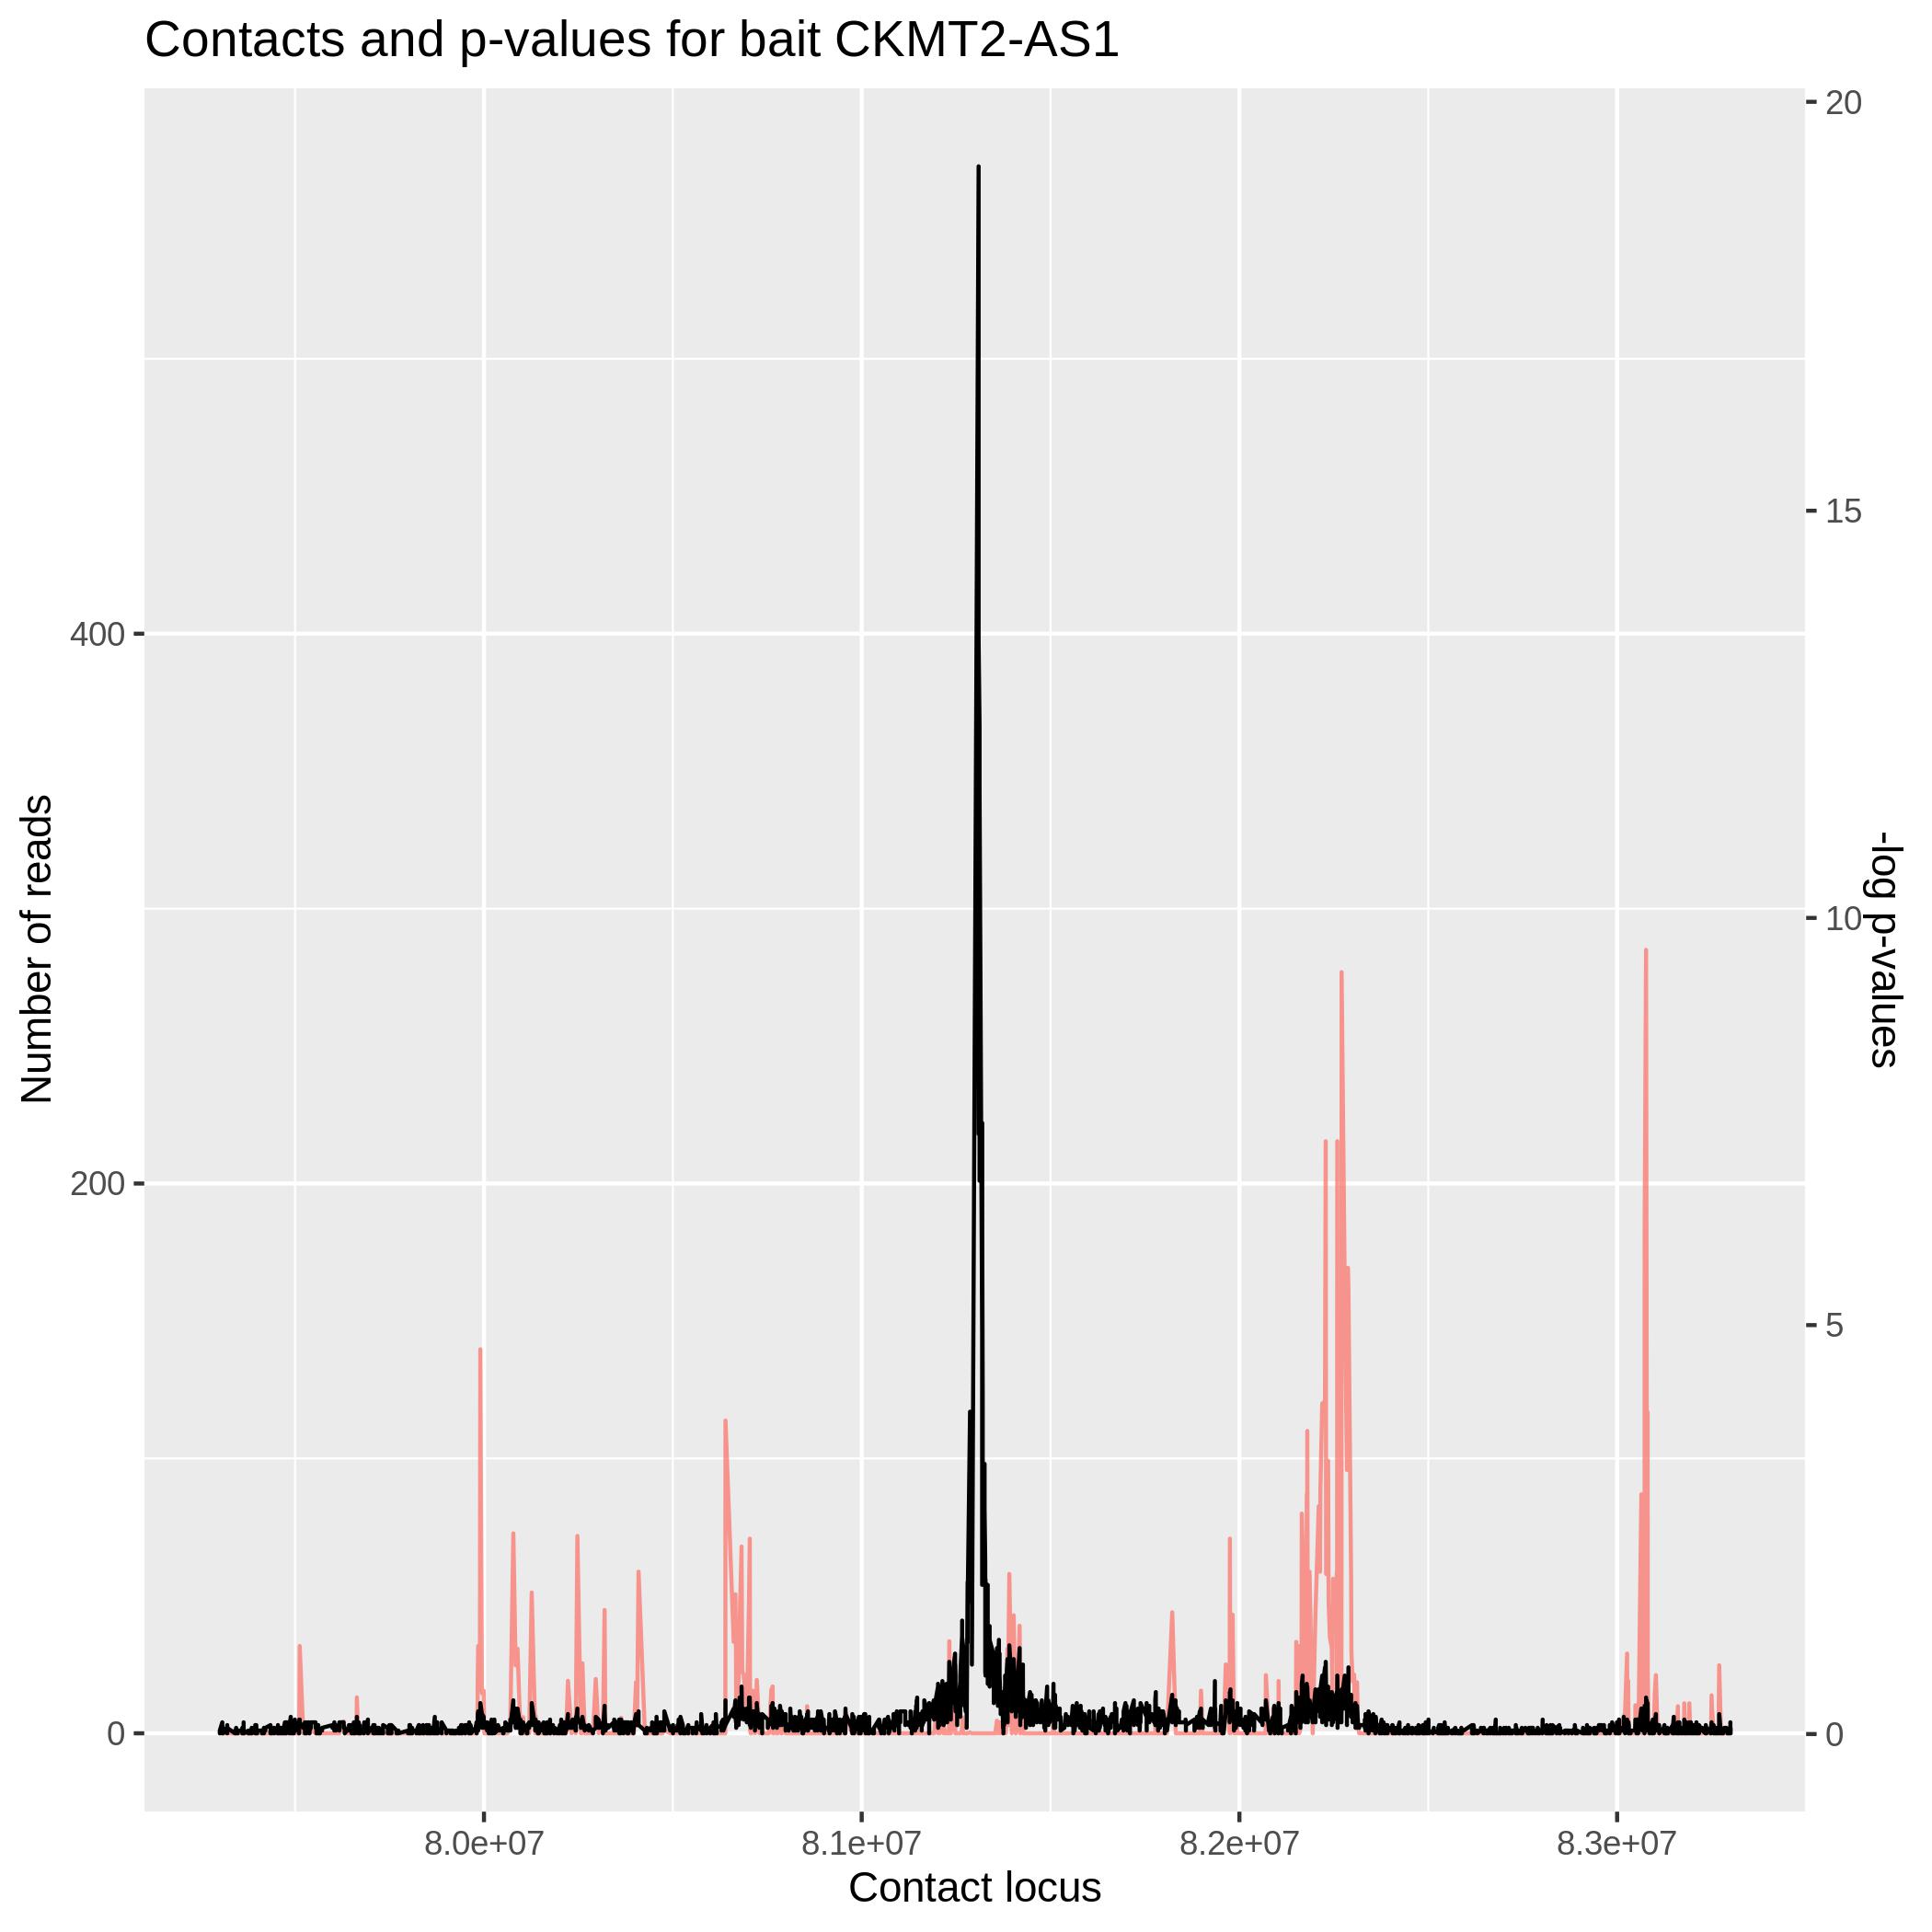 Contacts and p-values for bait CKMT2-AS1
Number of reads
400
200
0
20
15
10
5
0
-log p-values
8.0e+07 8.1e+07 8.2e+07 8.3e+07
Contact locus